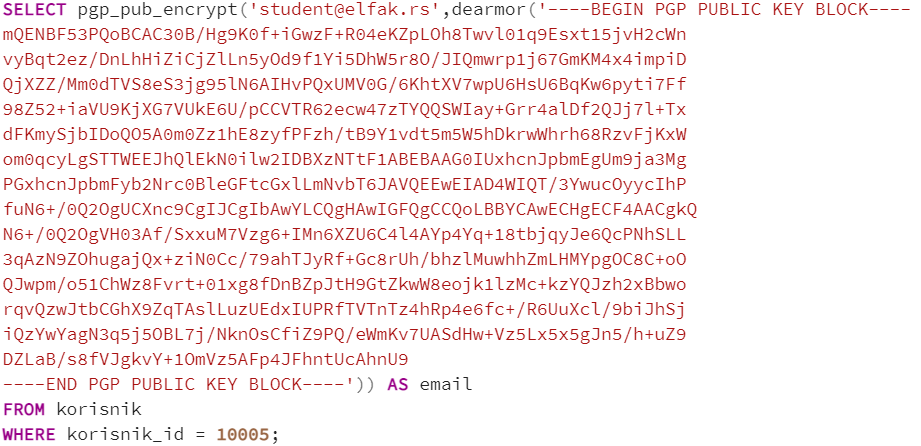 SELECT pgp_pub_encrypt('student@elfak.rs',dearmor('----BEGIN PGP PUBLIC KEY BLOCK----
mQENBF53PQoBCAC30B/Hg9K0f+iGwzF+R04eKZpLOh8Twvl01q9Esxt15jvH2cWn
vyBqt2ez/DnLhHiZiCjZlLn5yOd9f1Yi5DhW5r8O/JIQmwrp1j67GmKM4x4impiD
QjXZZ/Mm0dTVS8eS3jg95lN6AIHvPQxUMV0G/6KhtXV7wpU6HsU6BqKw6pyti7Ff
98Z52+iaVU9KjXG7VUkE6U/pCCVTR62ecw47zTYQQSWIay+Grr4alDf2QJj7l+Tx
dFKmySjbIDoQO5A0m0Zz1hE8zyfPFzh/tB9Y1vdt5m5W5hDkrwWhrh68RzvFjKxW
om0qcyLgSTTWEEJhQlEkN0ilw2IDBXzNTtF1ABEBAAG0IUxhcnJpbmEgUm9ja3Mg
PGxhcnJpbmFyb2Nrc0BleGFtcGxlLmNvbT6JAVQEEwEIAD4WIQT/3YwucOyycIhP
fuN6+/0Q2OgUCXnc9CgIJCgIbAwYLCQgHAwIGFQgCCQoLBBYCAwECHgECF4AACgkQ
N6+/0Q2OgVH03Af/SxxuM7Vzg6+IMn6XZU6C4l4AYp4Yq+18tbjqyJe6QcPNhSLL
3qAzN9ZOhugajQx+ziN0Cc/79ahTJyRf+Gc8rUh/bhzlMuwhhZmLHMYpgOC8C+oO
QJwpm/o51ChWz8Fvrt+01xg8fDnBZpJtH9GtZkwW8eojk1lzMc+kzYQJzh2xBbwo
rqvQzwJtbCGhX9ZqTAslLuzUEdxIUPRfTVTnTz4hRp4e6fc+/R6UuXcl/9biJhSj
iQzYwYagN3q5j5OBL7j/NknOsCfiZ9PQ/eWmKv7UASdHw+Vz5Lx5x5gJn5/h+uZ9
DZLaB/s8fVJgkvY+1OmVz5AFp4JFhntUcAhnU9
----END PGP PUBLIC KEY BLOCK----')) AS email
FROM korisnik
WHERE korisnik_id = 10005;